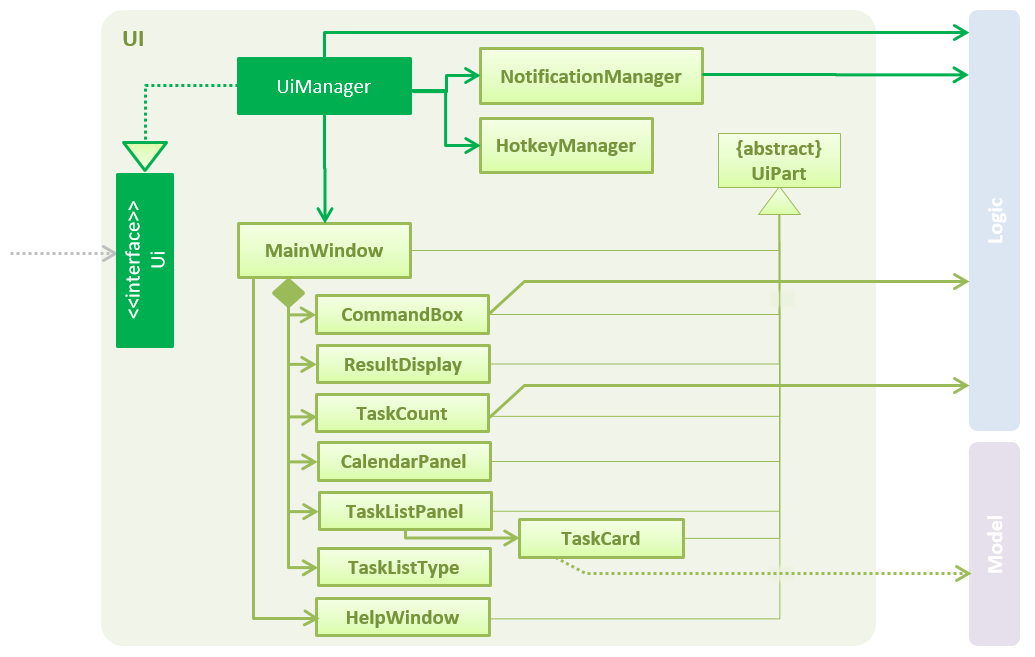 UI
UiManager
NotificationManager
HotkeyManager
{abstract}
UiPart
<<interface>>
Ui
MainWindow
CommandBox
ResultDisplay
TaskCount
CalendarPanel
TaskListPanel
TaskCard
TaskListType
HelpWindow
Logic
Model